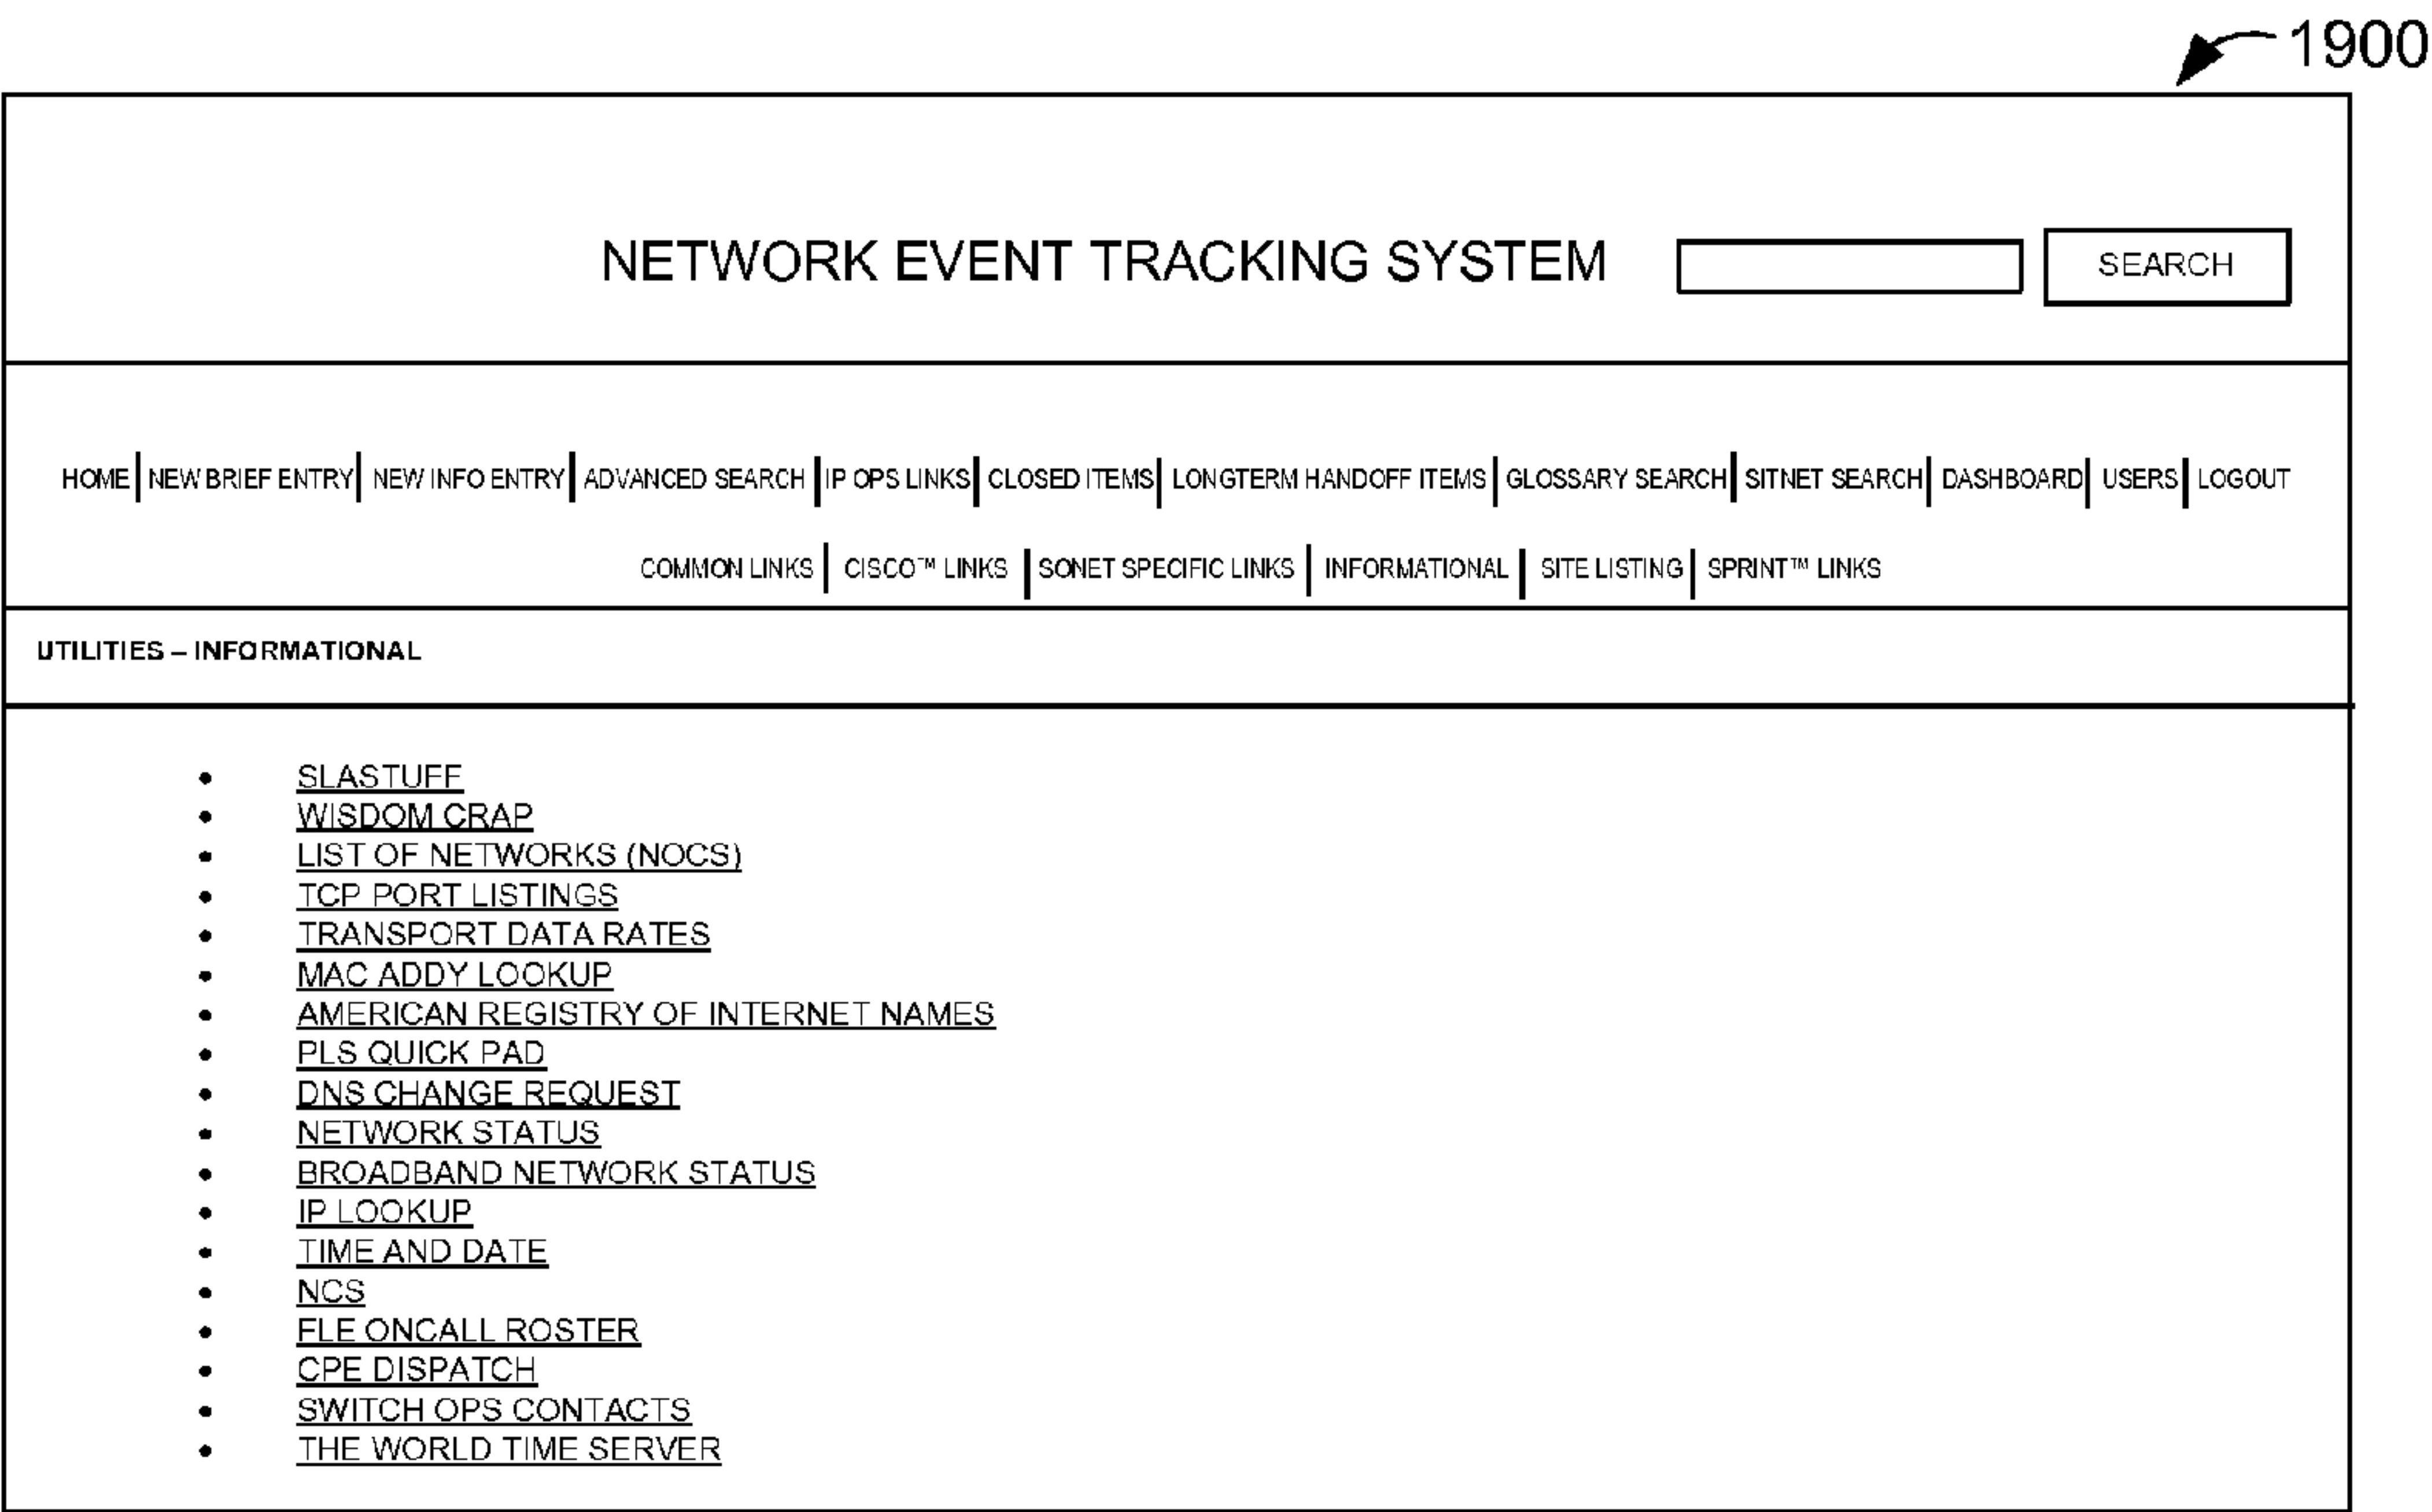 1900
NETWORK EVENT TRACKING SYSTEM SEARCH
HOME | NEW BRIEF ENTRY | NEW INFO ENTRY | ADVANCED SEARCH | IP OPS LINKS | CLOSED ITEMS | LONGTERM HANDOFF ITEMS | GLOSSARY SEARCH | SITNET SEARCH | DASHBOARD | USERS | LOGOUT
COMMON LINKS | CISCO™ LINKS | SONET SPECIFIC LINKS | INFORMATIONAL | SITE LISTING | SPRINT™ LINKS
UTILITIES – INFORMATIONAL
• SLASTUFF
• WISDOM CRAP
• LIST OF NETWORKS (NOCS)
• TCP PORT LISTINGS
• TRANSPORT DATA RATES
• MAC ADDY LOOKUP
• AMERICAN REGISTRY OF INTERNET NAMES
• PLS QUICK PAD
• DNS CHANGE REQUEST
• NETWORK STATUS
• BROADBAND NETWORK STATUS
• IP LOOKUP
• TIME AND DATE
• NCS
• FLE ONCALL ROSTER
• CPE DISPATCH
• SWITCH OPS CONTACTS
• THE WORLD TIME SERVER